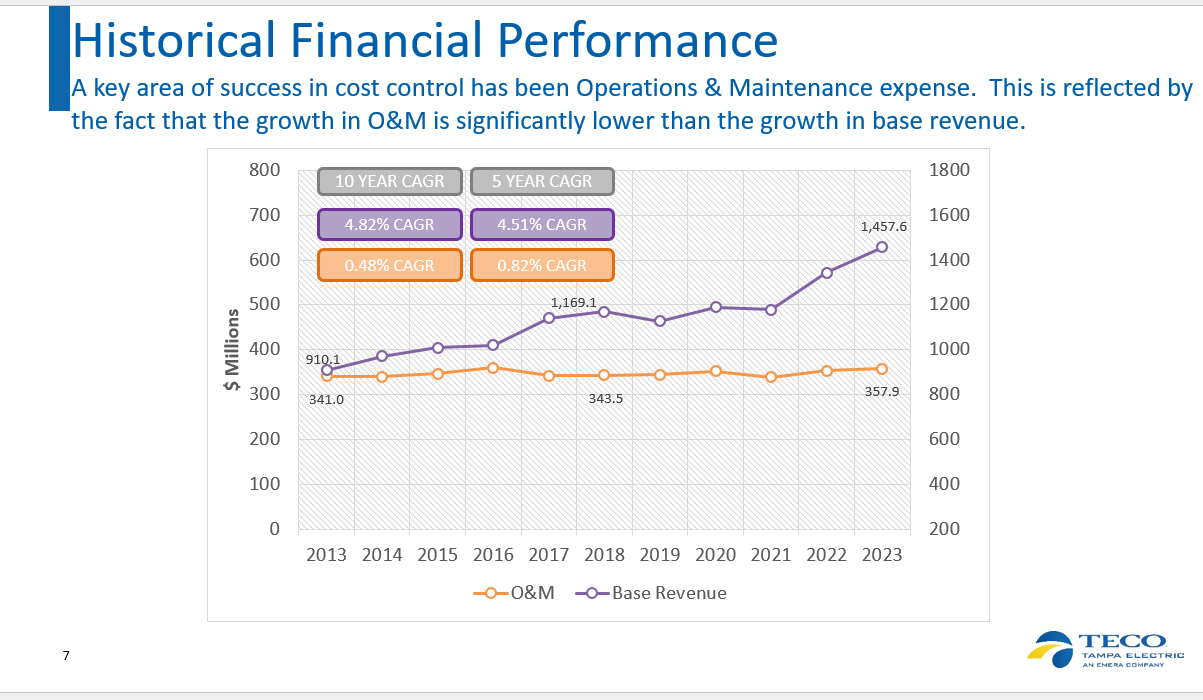 Historical Financial Performance
A key area of success in cost control has been Operations & Maintenance expense.  This is reflected by
the fact that the growth in O&M is significantly lower than the growth in base revenue.
800
700
600
500
400
300
200
100
0
$ Millions
10 YEAR CAGR
5 YEAR CAGR
4.82% CAGR
4.51% CAGR
0.48% CAGR
0.82% CAGR
910.1
1,169.1
1,457.6
341.0
343.5
357.9
1800
1600
1400
1200
1000
800
600
400
200
2013 2014 2015 2016 2017 2018 2019 2020 2021 2022 2023
O&M
Base Revenue
7
TECO
TAMPA ELECTRIC
AN EMERA COMPANY